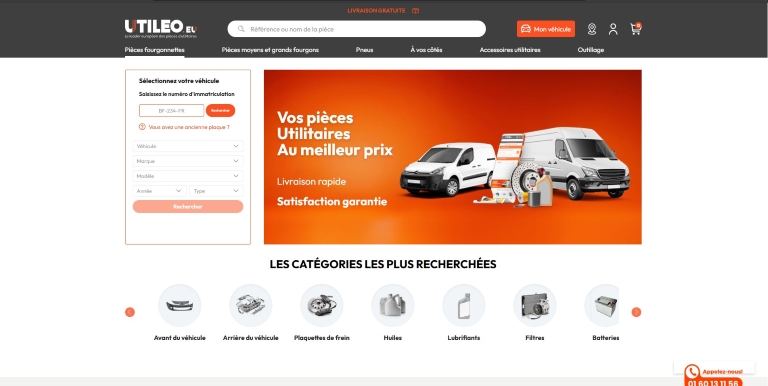 LIVRAISON GRATUITE
UTILEO EU
Le leader européen des pièces d'utilitaires
Référence ou nom de la pièce
Mon véhicule
Pièces fourgonnettes
Pièces moyens et grands fourgons
Pneus
À vos côtés
Accessoires utilitaires
Outillage
Sélectionnez votre véhicule
Saisissez le numéro d'immatriculation
BF-234-FR
Rechercher
Vous avez une ancienne plaque ?
Véhicule
Marque
Modèle
Année
Type
Rechercher
Vos pièces
Utilitaires
Au meilleur prix
Livraison rapide
Satisfaction garantie
LES CATÉGORIES LES PLUS RECHERCHÉES
Avant du véhicule
Arrière du véhicule
Plaquettes de frein
Huiles
Lubrifiants
Filtres
Batteries
Appelez-nous!
01 60 13 11 56